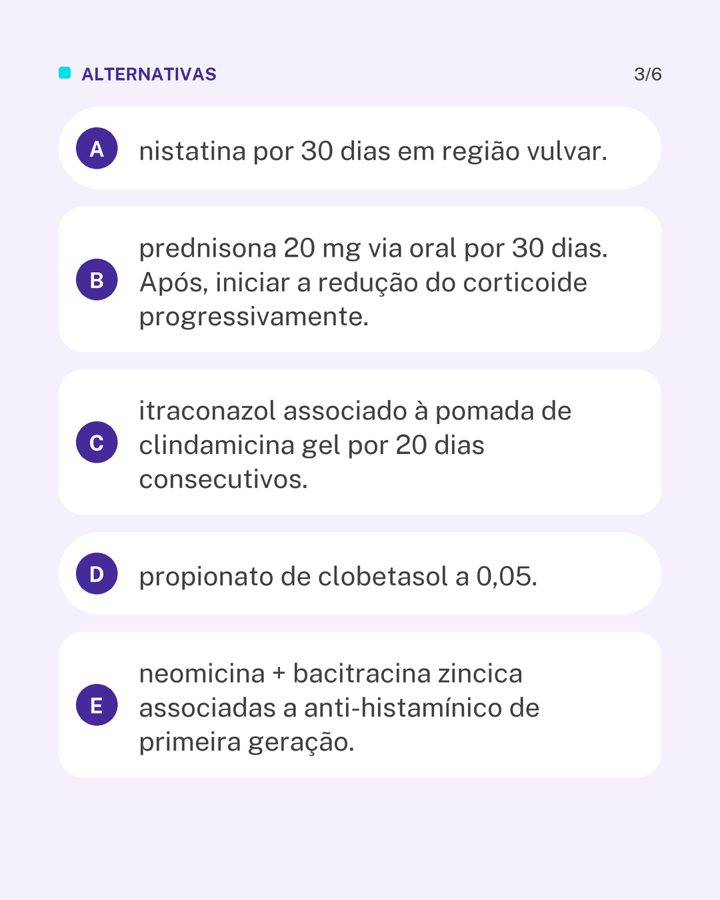 ALTERNATIVAS
3/6
A
nistatina por 30 dias em região vulvar.
B
prednisona 20 mg via oral por 30 dias.
Após, iniciar a redução do corticoide
progressivamente.
C
itraconazol associado à pomada de
clindamicina gel por 20 dias
consecutivos.
D
propionato de clobetasol a 0,05.
E
neomicina + bacitracina zincica
associadas a anti-histamínico de
primeira geração.